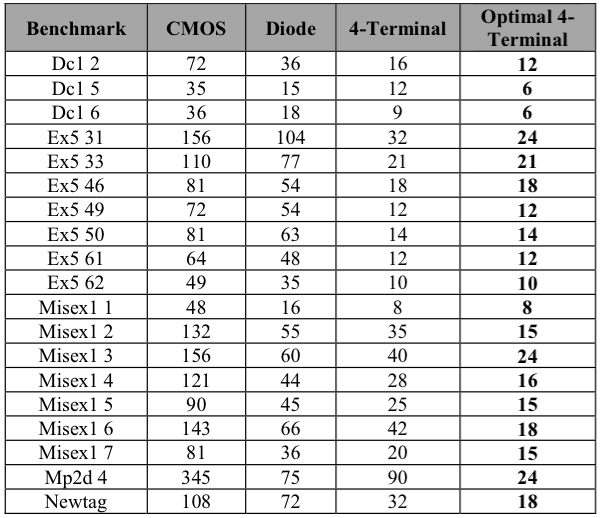 Benchmark CMOS Diode 4-Terminal Optimal 4-Terminal
Dc1 2 72 36 16 12
Dc1 5 35 15 12 6
Dc1 6 36 18 9 6
Ex5 31 156 104 32 24
Ex5 33 110 77 21 21
Ex5 46 81 54 18 18
Ex5 49 72 54 12 12
Ex5 50 81 63 14 14
Ex5 61 64 48 12 12
Ex5 62 49 35 10 10
Misex1 1 48 16 8 8
Misex1 2 132 55 35 15
Misex1 3 156 60 40 24
Misex1 4 121 44 28 16
Misex1 5 90 45 25 15
Misex1 6 143 66 42 18
Misex1 7 81 36 20 15
Mp2d 4 345 75 90 24
Newtag 108 72 32 18